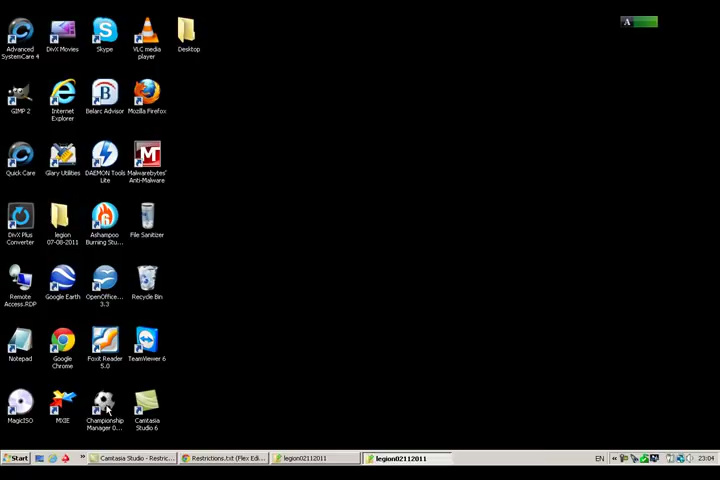 A
Advanced
SystemCare 4
DivX Movies
Skype
VLC media
player
Desktop
GIMP 2
Internet
Explorer
Belarc Advisor
Mozilla Firefox
Quick Care
Glary Utilities
DAEMON Tools
Lite
Malwarebytes'
Anti-Malware
DivX Plus
Converter
legion
07-08-2011
Ashampoo
Burning Stu...
File Sanitizer
Remote
Access.RDP
Google Earth
OpenOffice....
3.3
Recycle Bin
Notepad
Google
Chrome
Foxit Reader
5.0
TeamViewer 6
MagicISO
MXIE
Championship
Manager 0...
Camtasia
Studio 6
Start
Camtasia Studio - Restric...
Restrictions.txt (Flex Edi...
legion02112011
legion02112011
EN
23:04